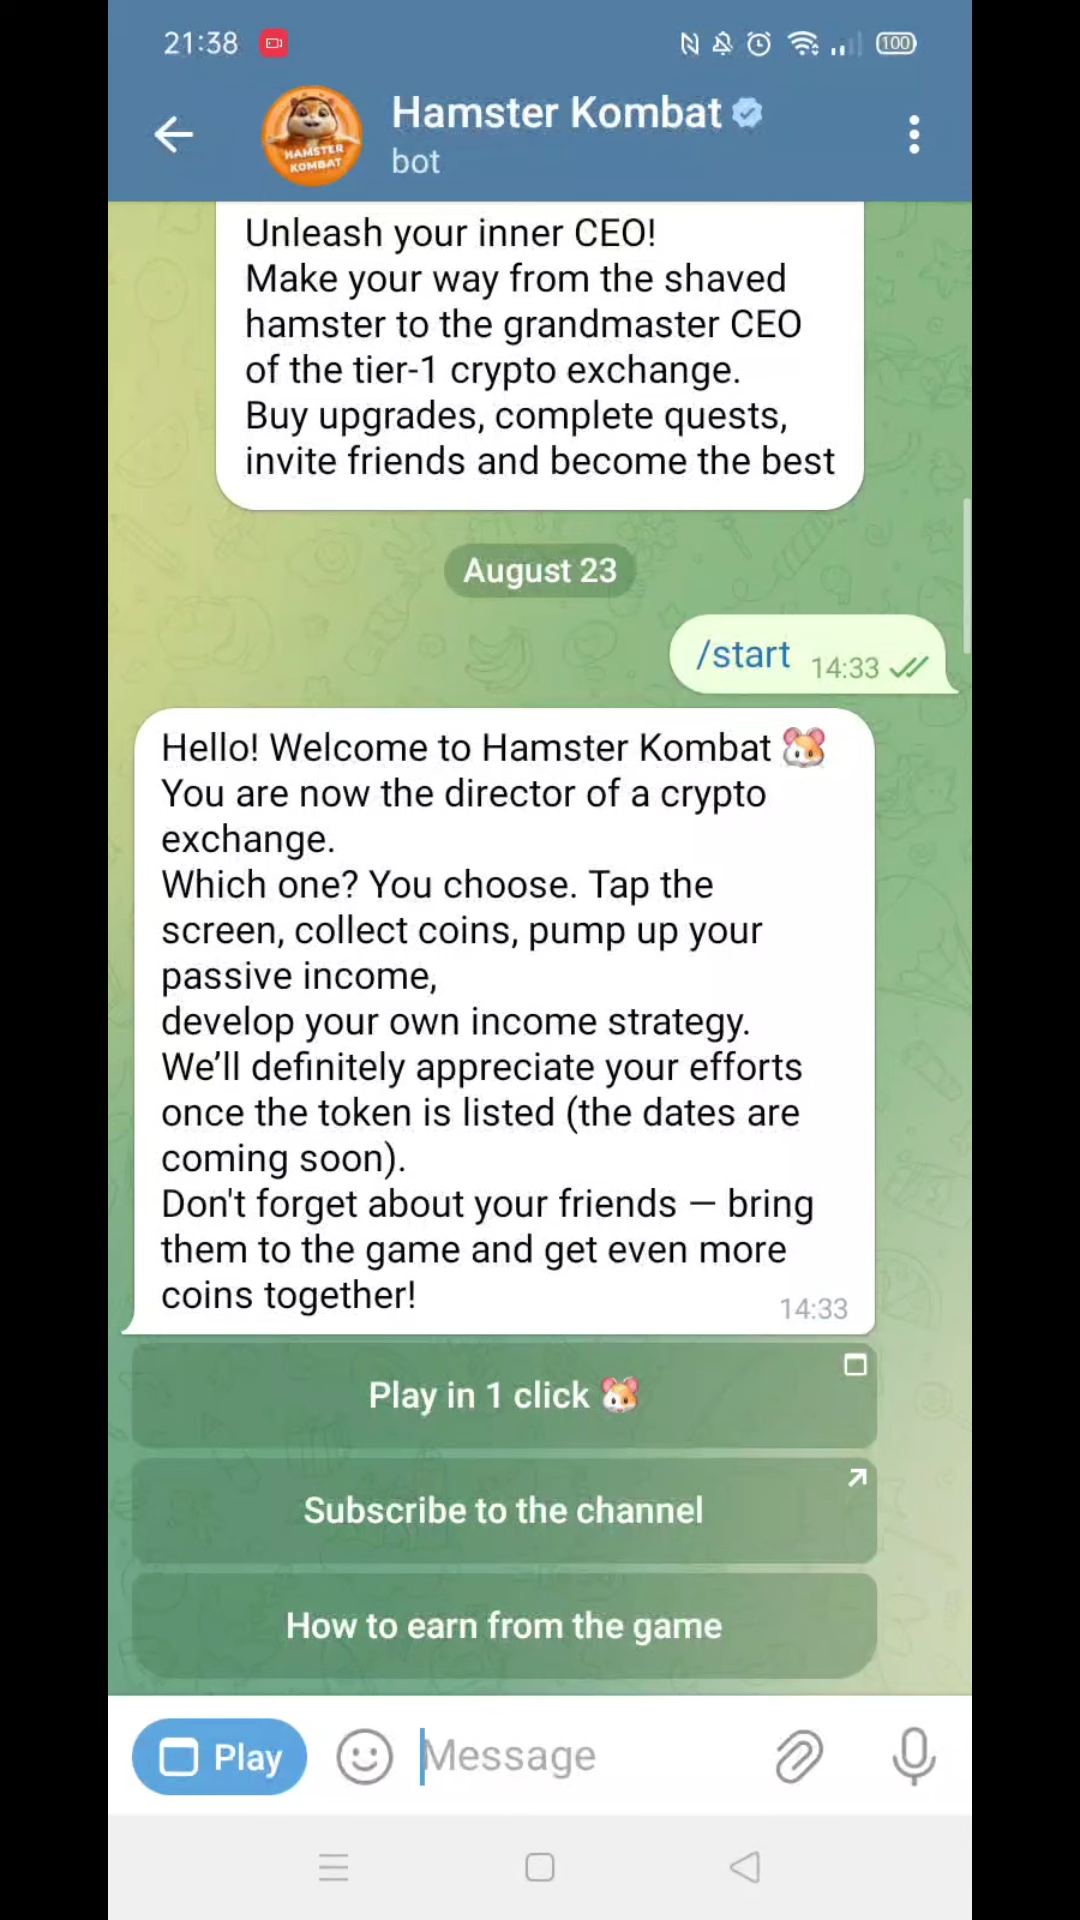 21:38
100
Hamster Kombat
bot
HAMSTER
KOMBAT
Unleash your inner CEO!
Make your way from the shaved
hamster to the grandmaster CEO
of the tier-1 crypto exchange.
Buy upgrades, complete quests,
invite friends and become the best
August 23
/start 14:33
Hello! Welcome to Hamster Kombat 🐹
You are now the director of a crypto
exchange.
Which one? You choose. Tap the
screen, collect coins, pump up your
passive income,
develop your own income strategy.
We’ll definitely appreciate your efforts
once the token is listed (the dates are
coming soon).
Don't forget about your friends — bring
them to the game and get even more
coins together!
14:33
Play in 1 click 🐹
Subscribe to the channel
How to earn from the game
Play
Message